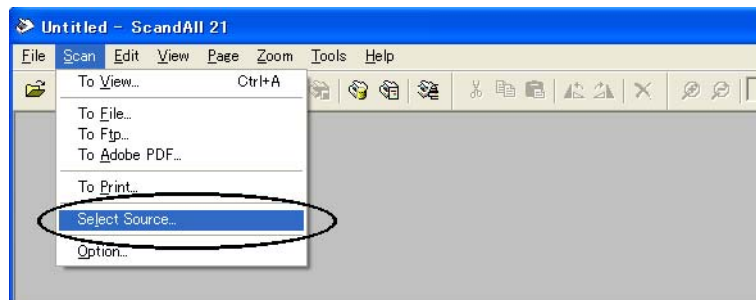 Untitled - ScandAll 21
File Scan Edit View Page Zoom Tools Help
To View... Ctrl+A
To File...
To Ftp...
To Adobe PDF...
To Print...
Select Source...
Option...